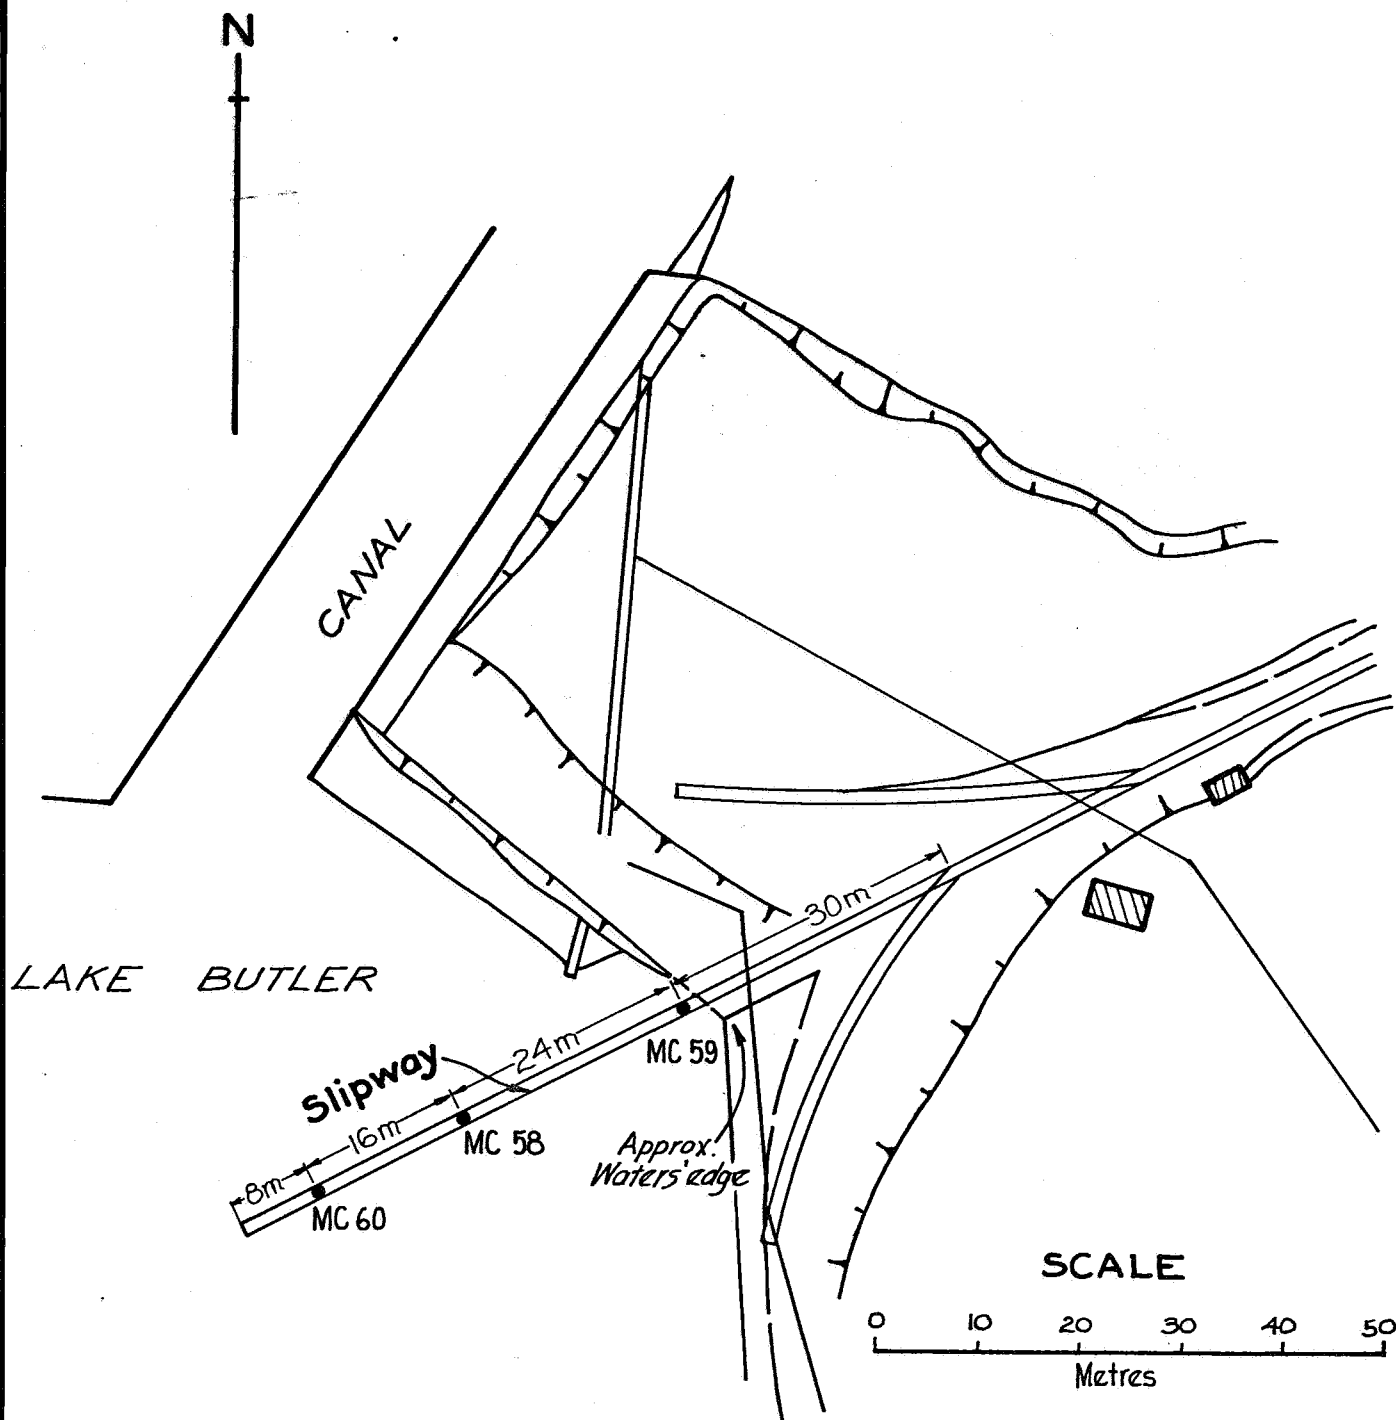 N
CANAL
30m
LAKE BUTLER
24m
MC 59
Slipway
16m
MC 58
Approx.
Waters' edge
8m
MC 60
SCALE
0 10 20 30 40 50
Metres